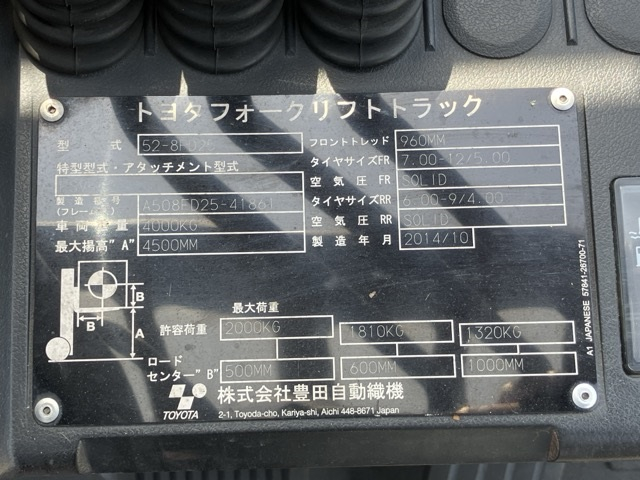 トヨタフォークリフトトラック
型 式 52-8FD25 フロントトレッド 960MM
特型型式・アタッチメント型式 タイヤサイズFR 7.00-12/5.00
空気圧 FR SOLID
製造番号(フレームNo.) A508FD25-41861 タイヤサイズRR 6.00-9/4.00
車両重量 4000KG 空気圧 RR SOLID
最大揚高"A" 4500MM 製造年月 2014/10
B
B
A
最大荷重
許容荷重 2000KG 1810KG 1320KG
ロードセンター"B" 500MM 600MM 1000MM
TOYOTA 株式会社豊田自動織機
2-1, Toyoda-cho, Kariya-shi, Aichi 448-8671 Japan
A1 JAPANESE 57841-26700-71